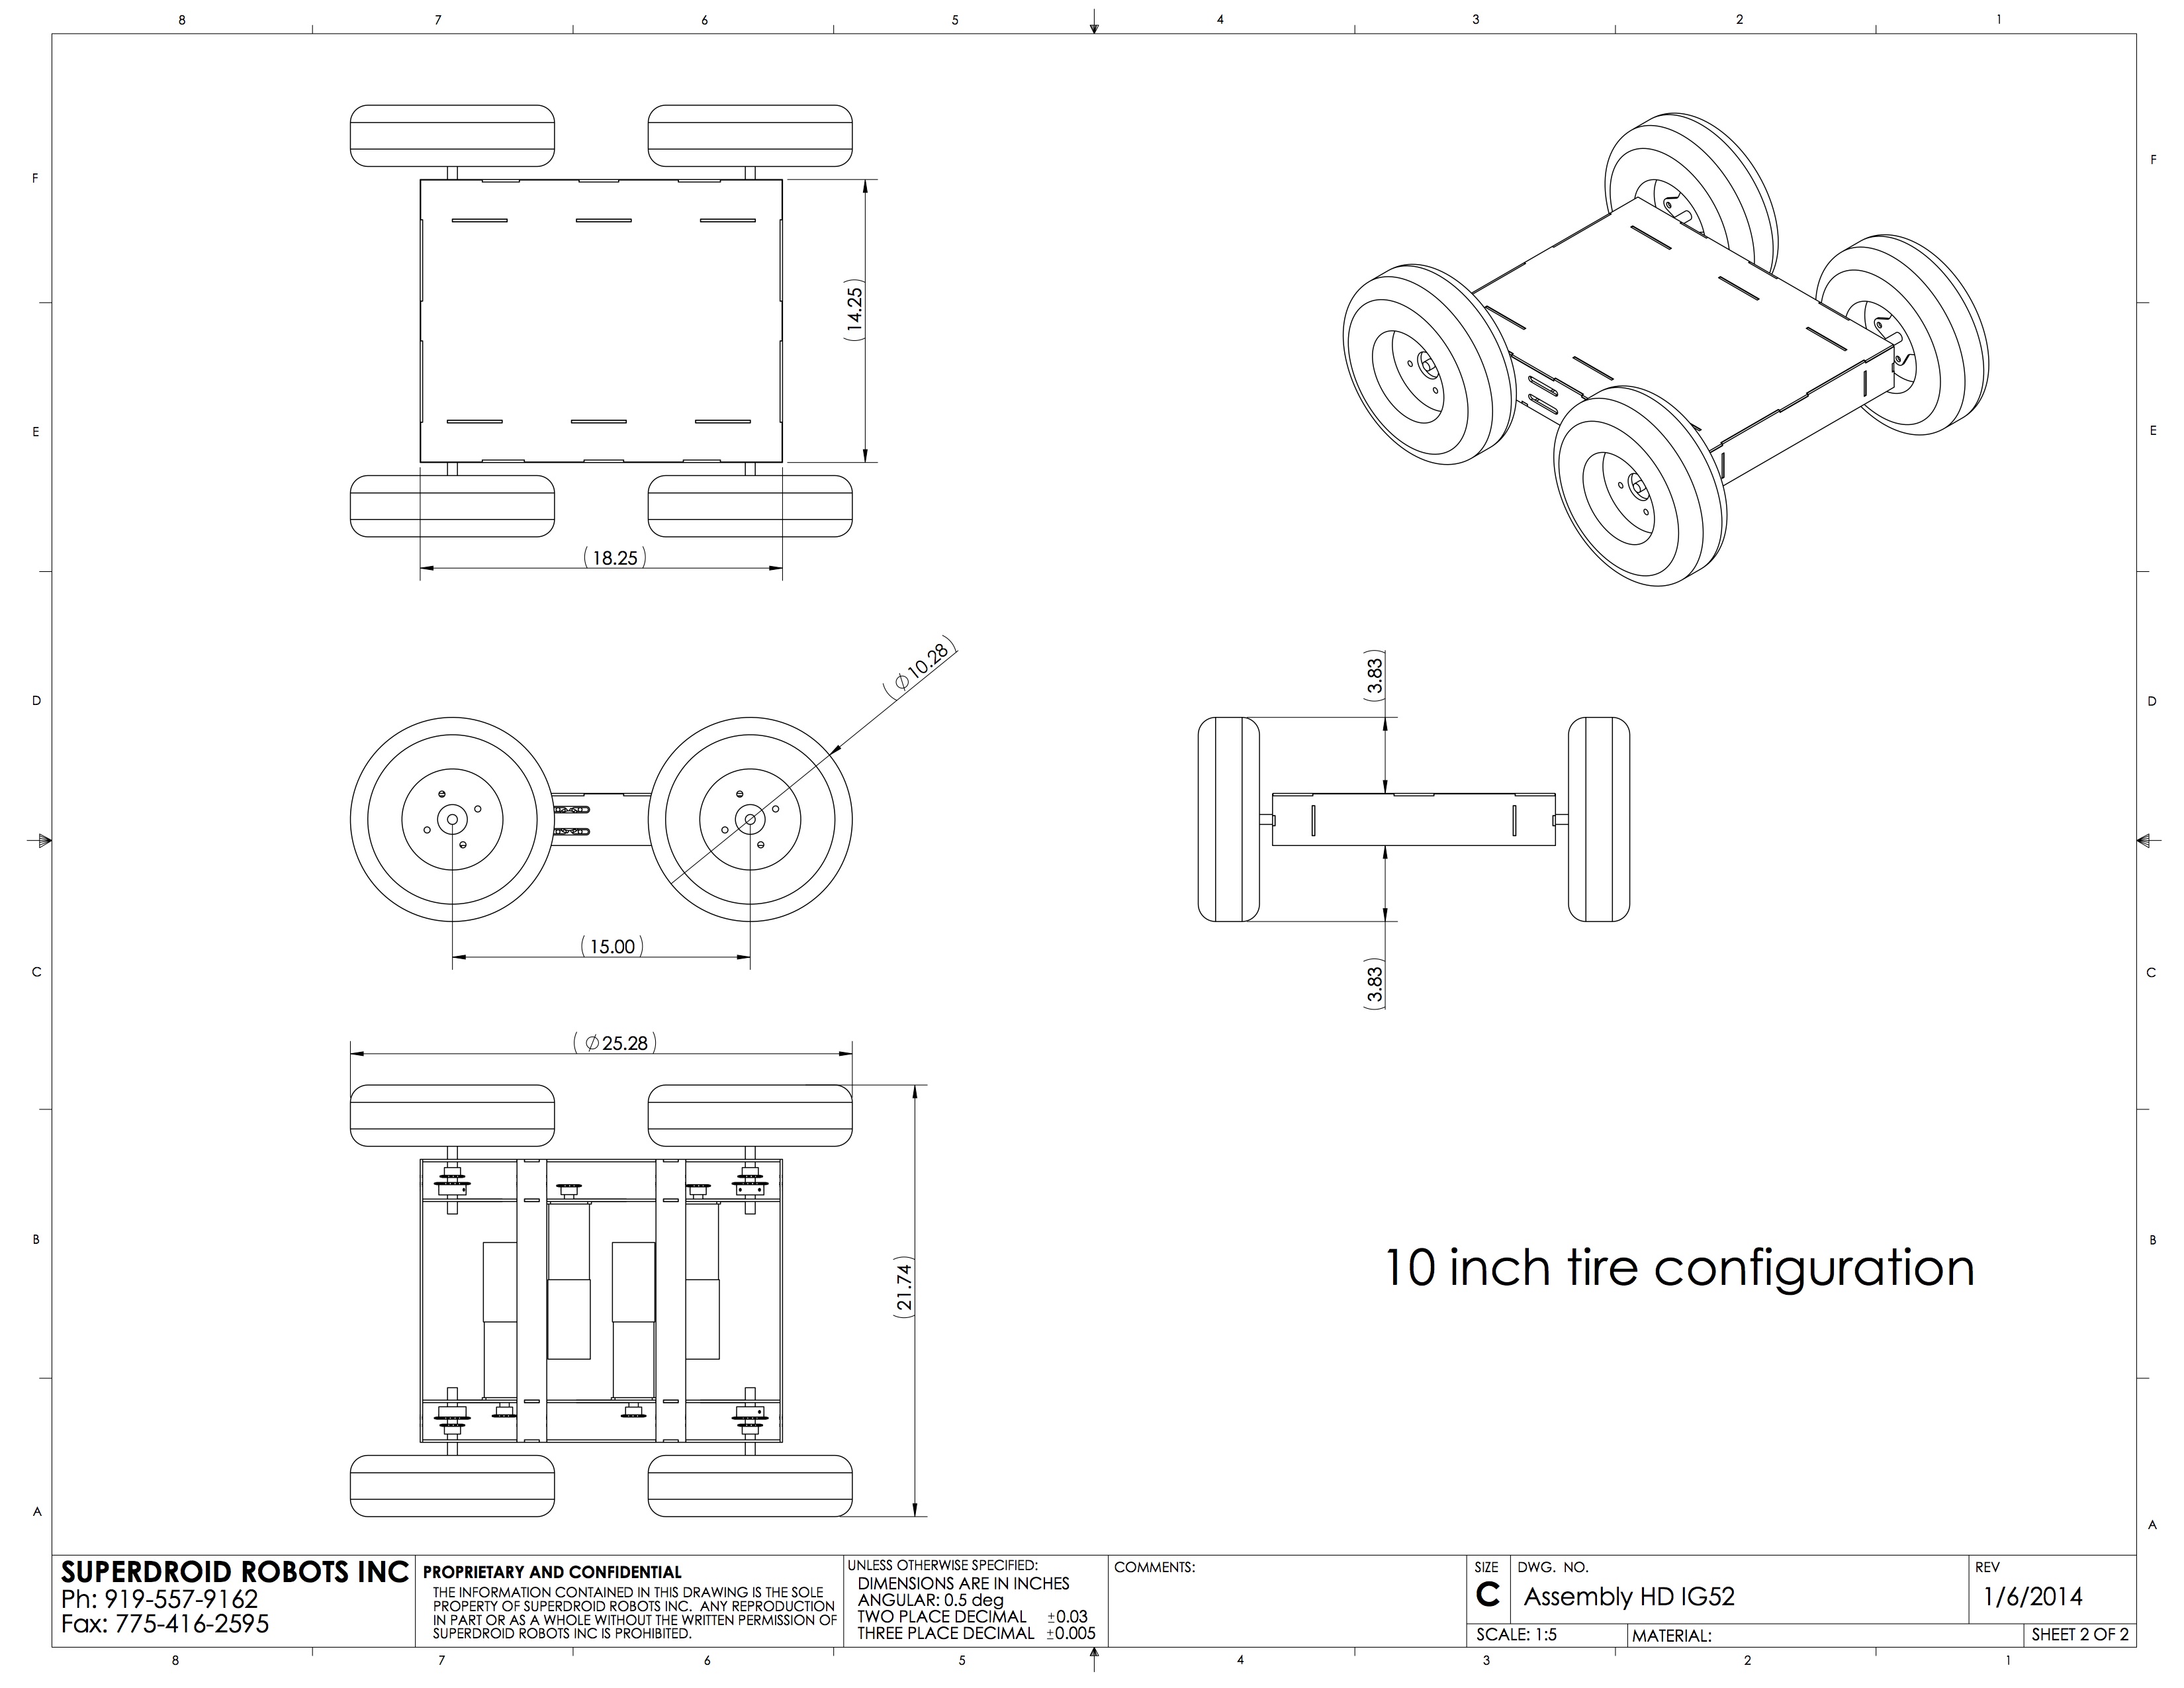 8 7 6 5 4 3 2 1
F F
(14.25)
E E
(18.25)
(⌀10.28)
(3.83)
D D
(15.00)
C C
(3.83)
(⌀25.28)
(21.74)
B B
10 inch tire configuration
A A
SUPERDROID ROBOTS INC
Ph: 919-557-9162
Fax: 775-416-2595
PROPRIETARY AND CONFIDENTIAL
THE INFORMATION CONTAINED IN THIS DRAWING IS THE SOLE
PROPERTY OF SUPERDROID ROBOTS INC. ANY REPRODUCTION
IN PART OR AS A WHOLE WITHOUT THE WRITTEN PERMISSION OF
SUPERDROID ROBOTS INC IS PROHIBITED.
UNLESS OTHERWISE SPECIFIED:
DIMENSIONS ARE IN INCHES
ANGULAR: 0.5 deg
TWO PLACE DECIMAL ±0.03
THREE PLACE DECIMAL ±0.005
COMMENTS:
SIZE
C
DWG. NO.
Assembly HD IG52
REV
1/6/2014
SCALE: 1:5
MATERIAL:
SHEET 2 OF 2
8 7 6 5 4 3 2 1